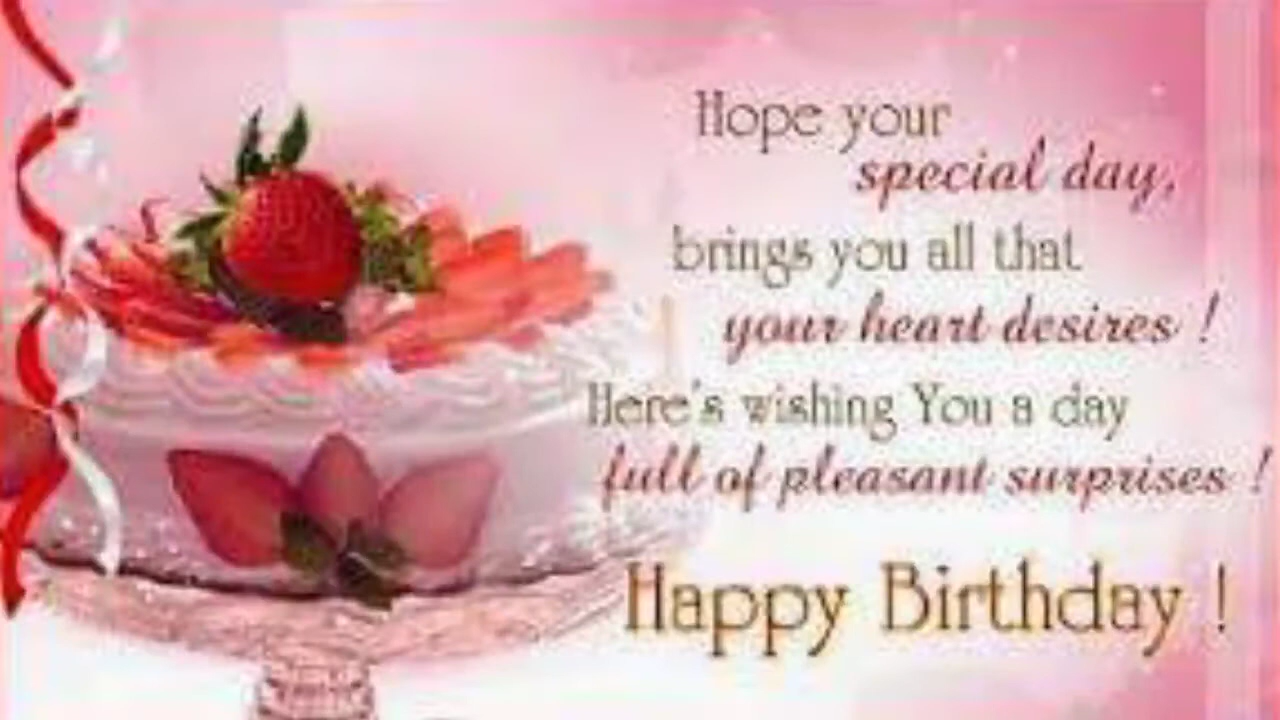 Hope your
special day,
brings you all that
your heart desires !
Here's wishing You a day
full of pleasant surprises !
Happy Birthday !